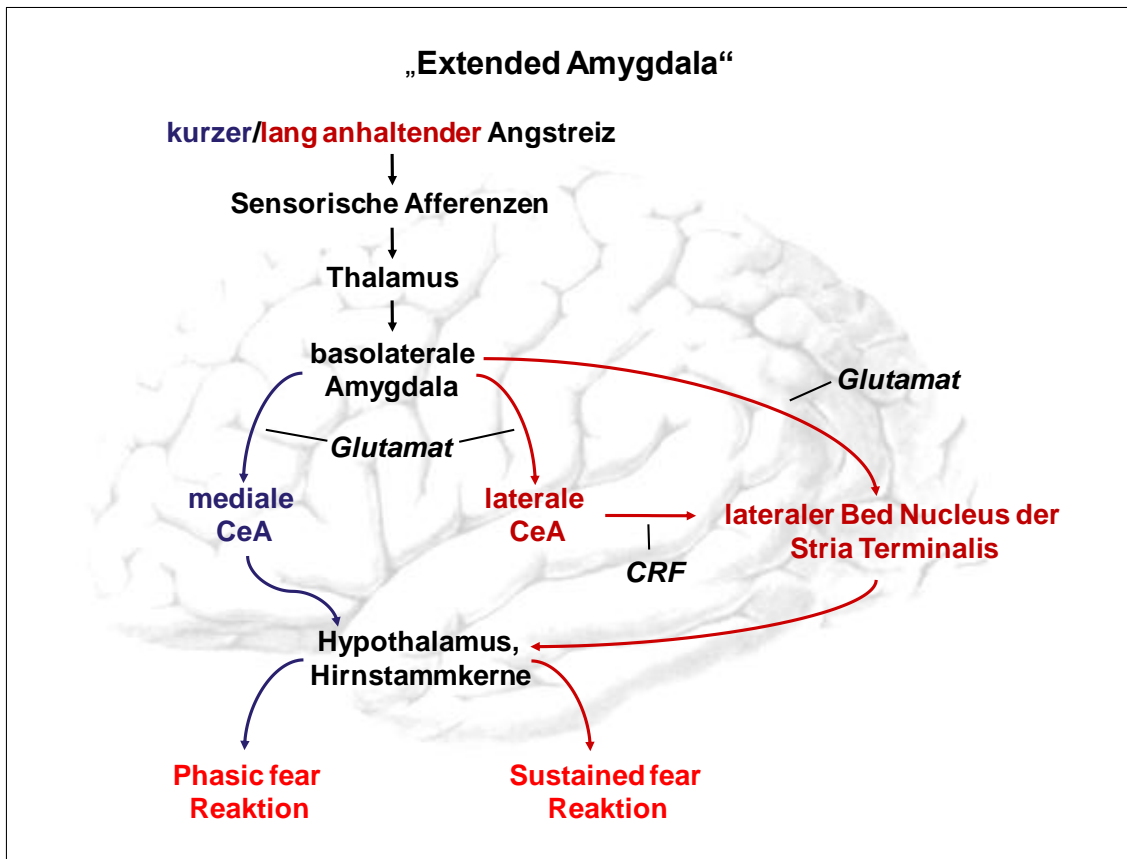 „Extended Amygdala“
kurzer/lang anhaltender Angstreiz
Sensorische Afferenzen
Thalamus
basolaterale
Amygdala
Glutamat
Glutamat
mediale
CeA
laterale
CeA
lateraler Bed Nucleus der
Stria Terminalis
CRF
Hypothalamus,
Hirnstammkerne
Phasic fear
Reaktion
Sustained fear
Reaktion